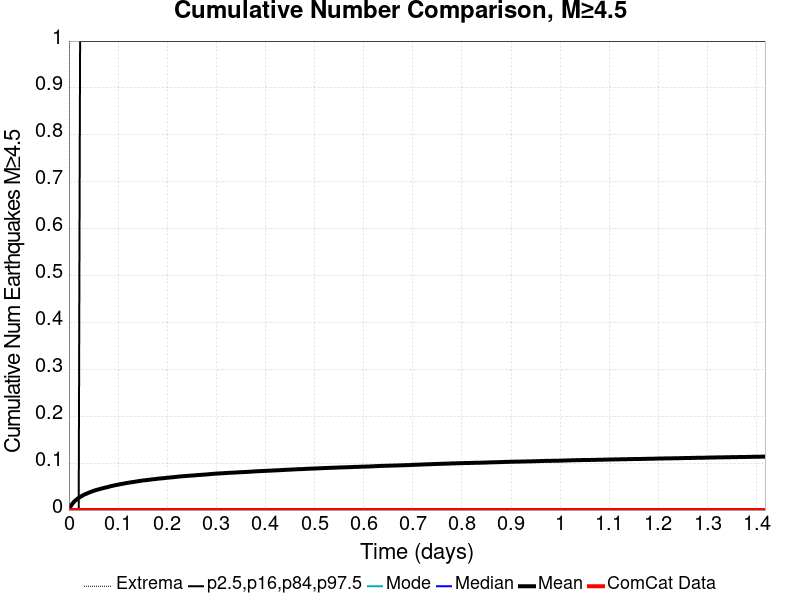 Cumulative Number Comparison, M≥4.5
Cumulative Num Earthquakes M≥4.5
1
0.9
0.8
0.7
0.6
0.5
0.4
0.3
0.2
0.1
0
0 0.1 0.2 0.3 0.4 0.5 0.6 0.7 0.8 0.9 1 1.1 1.2 1.3 1.4
Time (days)
Extrema p2.5,p16,p84,p97.5 Mode Median Mean ComCat Data